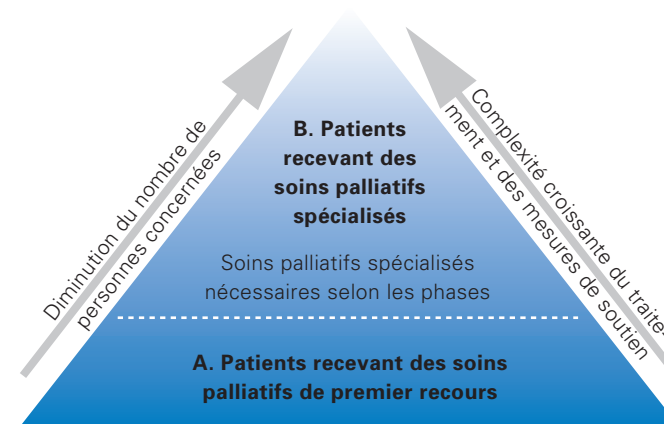 Diminution du nombre de
personnes concernées
Complexité croissante du traite-
ment et des mesures de soutien
B. Patients
recevant des
soins palliatifs
spécialisés
Soins palliatifs spécialisés
nécessaires selon les phases
A. Patients recevant des soins
palliatifs de premier recours